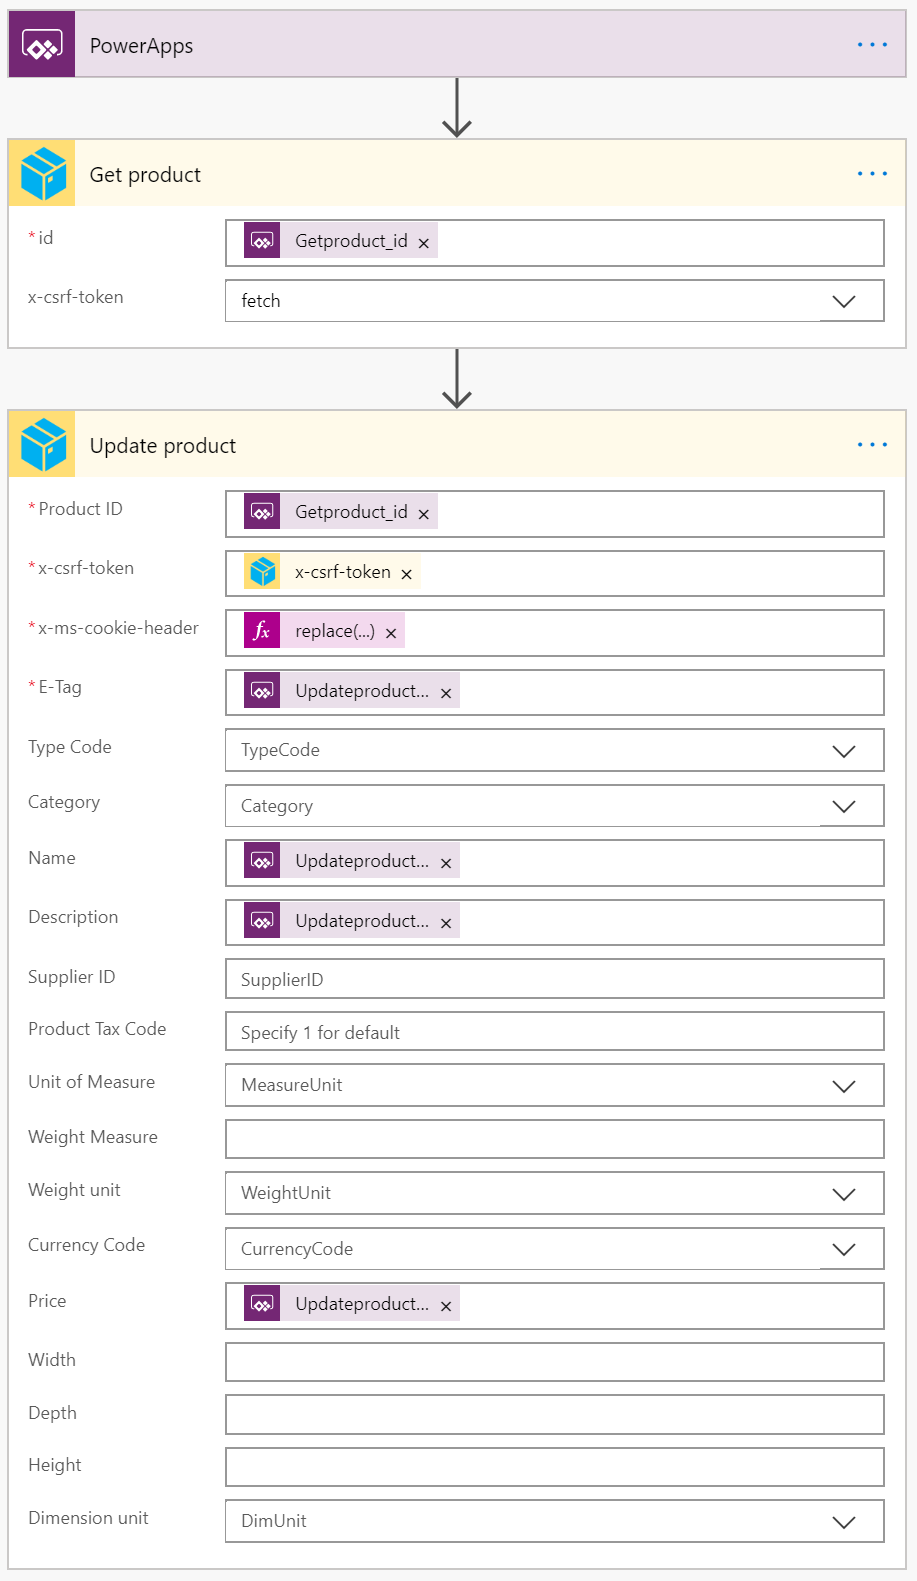 PowerApps
Get product
*id Getproduct_id ×
x-csrf-token fetch
Update product
*Product ID Getproduct_id ×
*x-csrf-token x-csrf-token ×
*x-ms-cookie-header fx replace(...) ×
*E-Tag Updateproduct... ×
Type Code TypeCode
Category Category
Name Updateproduct... ×
Description Updateproduct... ×
Supplier ID SupplierID
Product Tax Code Specify 1 for default
Unit of Measure MeasureUnit
Weight Measure
Weight unit WeightUnit
Currency Code CurrencyCode
Price Updateproduct... ×
Width
Depth
Height
Dimension unit DimUnit